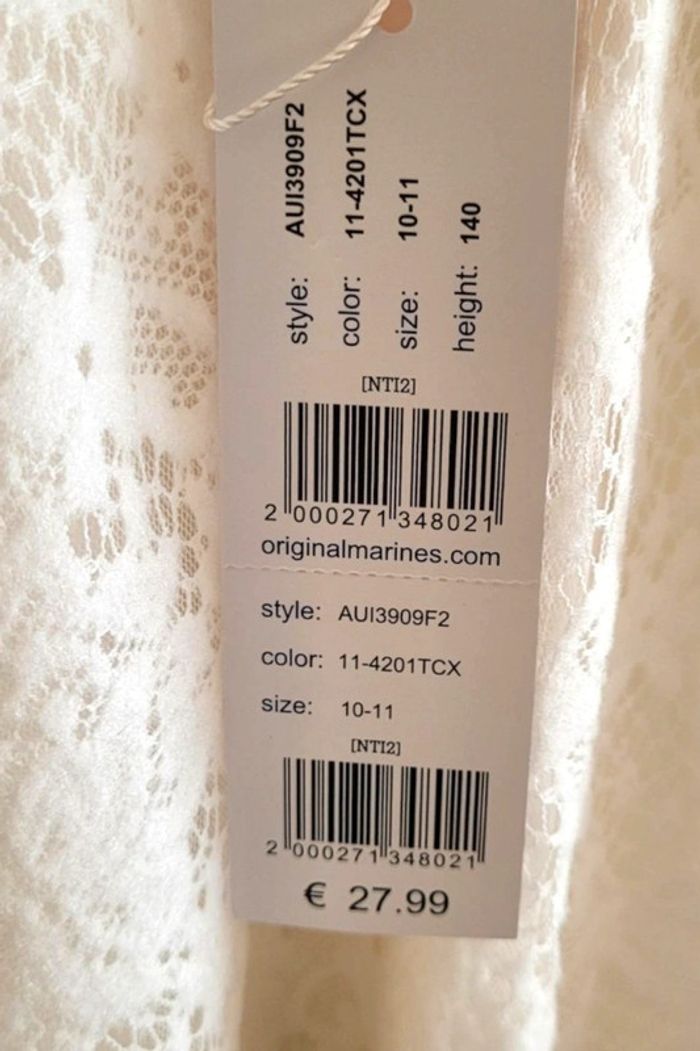 style: AUI3909F2
color: 11-4201TCX
size: 10-11
height: 140
[NTI2]
2 000271 348021
originalmarines.com
style: AUI3909F2
color: 11-4201TCX
size: 10-11
[NTI2]
2 000271 348021
€ 27.99